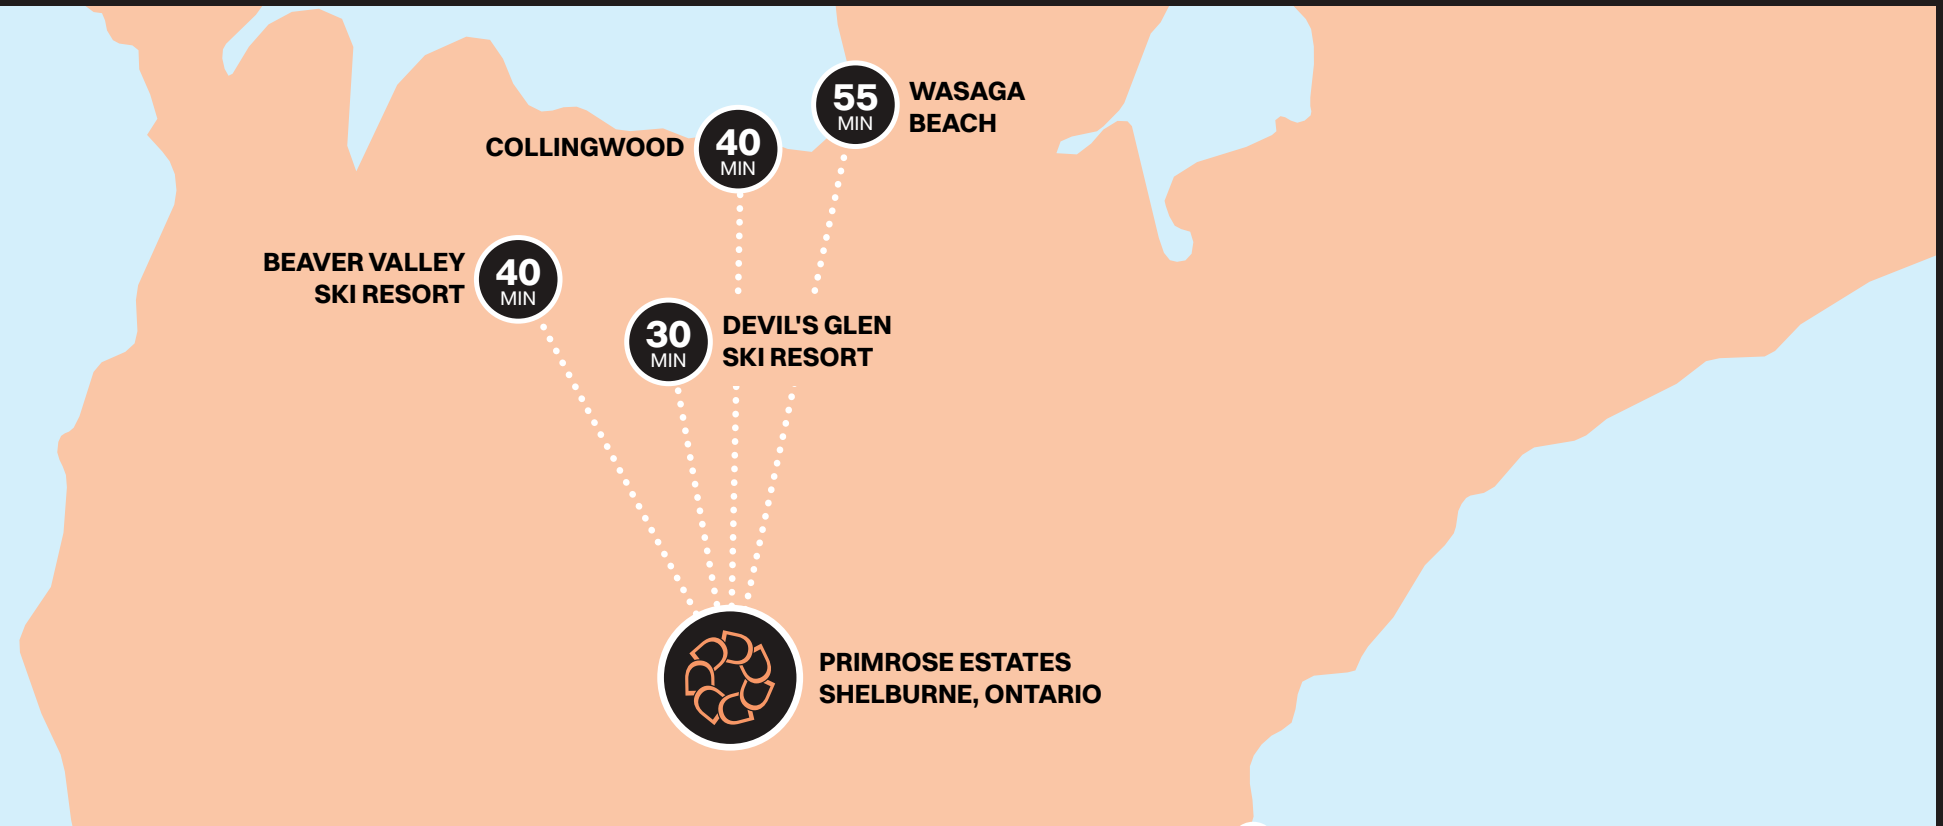 55
MIN
WASAGA
BEACH
COLLINGWOOD
40
MIN
BEAVER VALLEY
SKI RESORT
40
MIN
30
MIN
DEVIL'S GLEN
SKI RESORT
PRIMROSE ESTATES
SHELBURNE, ONTARIO